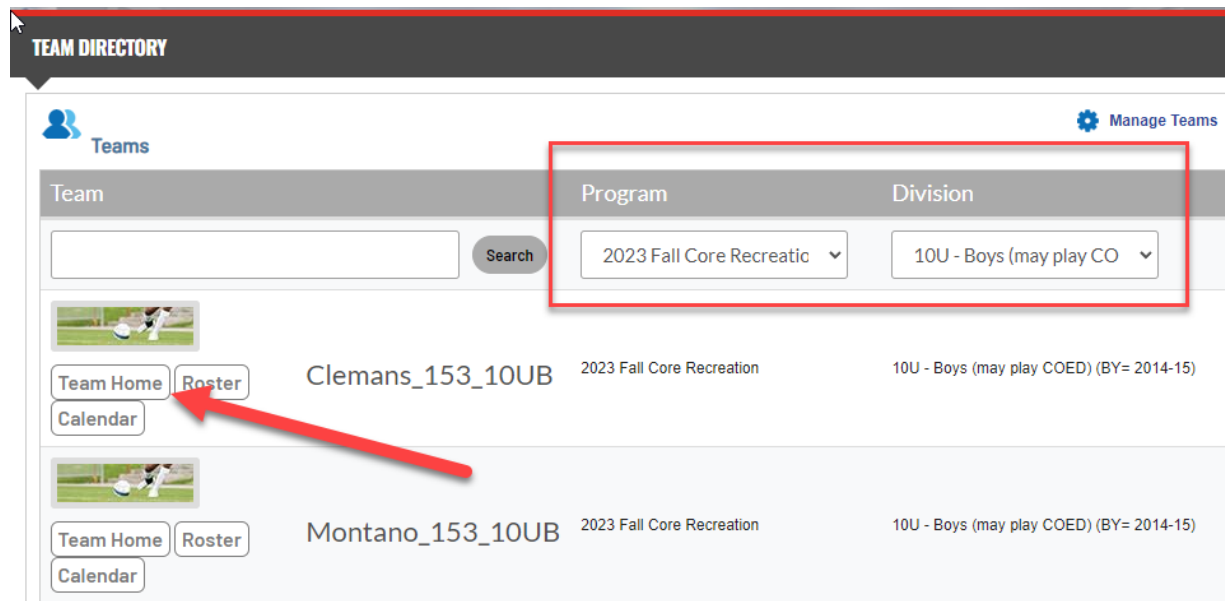 TEAM DIRECTORY
Teams
Manage Teams
Team Program Division
Search 2023 Fall Core Recreatio 10U - Boys (may play CO
Team Home Roster
Calendar
Clemans_153_10UB 2023 Fall Core Recreation 10U - Boys (may play COED) (BY= 2014-15)
Team Home Roster
Calendar
Montano_153_10UB 2023 Fall Core Recreation 10U - Boys (may play COED) (BY= 2014-15)